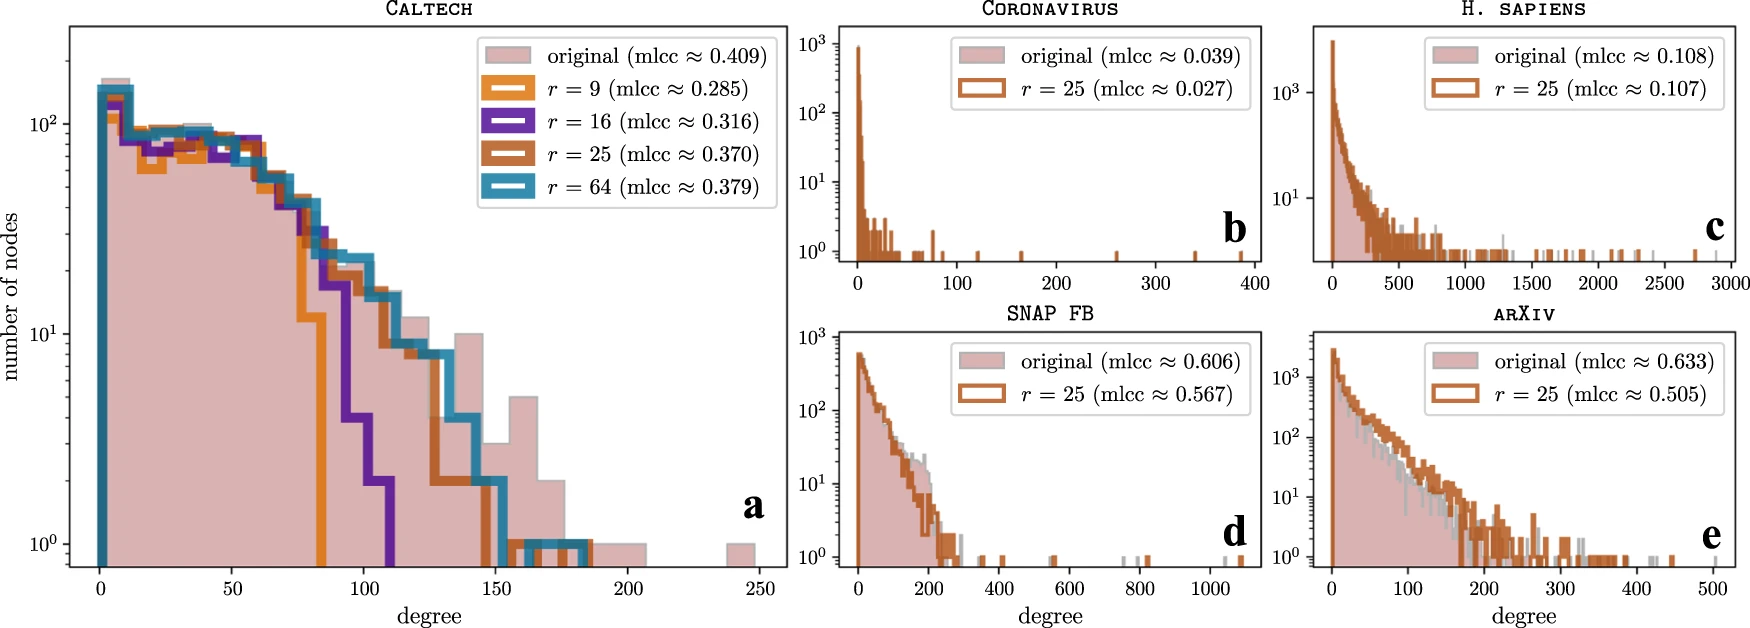 CALTECH
original (mlcc ≈ 0.409)
r = 9 (mlcc ≈ 0.285)
r = 16 (mlcc ≈ 0.316)
r = 25 (mlcc ≈ 0.370)
r = 64 (mlcc ≈ 0.379)
number of nodes
10²
10¹
10⁰
0 50 100 150 200 250
degree
a
CORONAVIRUS
original (mlcc ≈ 0.039)
r = 25 (mlcc ≈ 0.027)
10³
10²
10¹
10⁰
0 100 200 300 400
b
H. SAPIENS
original (mlcc ≈ 0.108)
r = 25 (mlcc ≈ 0.107)
10³
10¹
0 500 1000 1500 2000 2500 3000
c
SNAP FB
original (mlcc ≈ 0.606)
r = 25 (mlcc ≈ 0.567)
10³
10²
10¹
10⁰
0 200 400 600 800 1000
degree
d
ARXIV
original (mlcc ≈ 0.633)
r = 25 (mlcc ≈ 0.505)
10³
10²
10¹
10⁰
0 100 200 300 400 500
degree
e